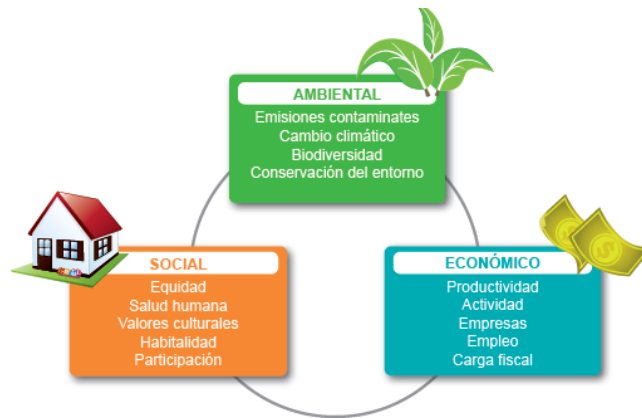 AMBIENTAL
Emisiones contaminates
Cambio climático
Biodiversidad
Conservación del entorno
SOCIAL
Equidad
Salud humana
Valores culturales
Habitalidad
Participación
ECONÓMICO
Productividad
Actividad
Empresas
Empleo
Carga fiscal